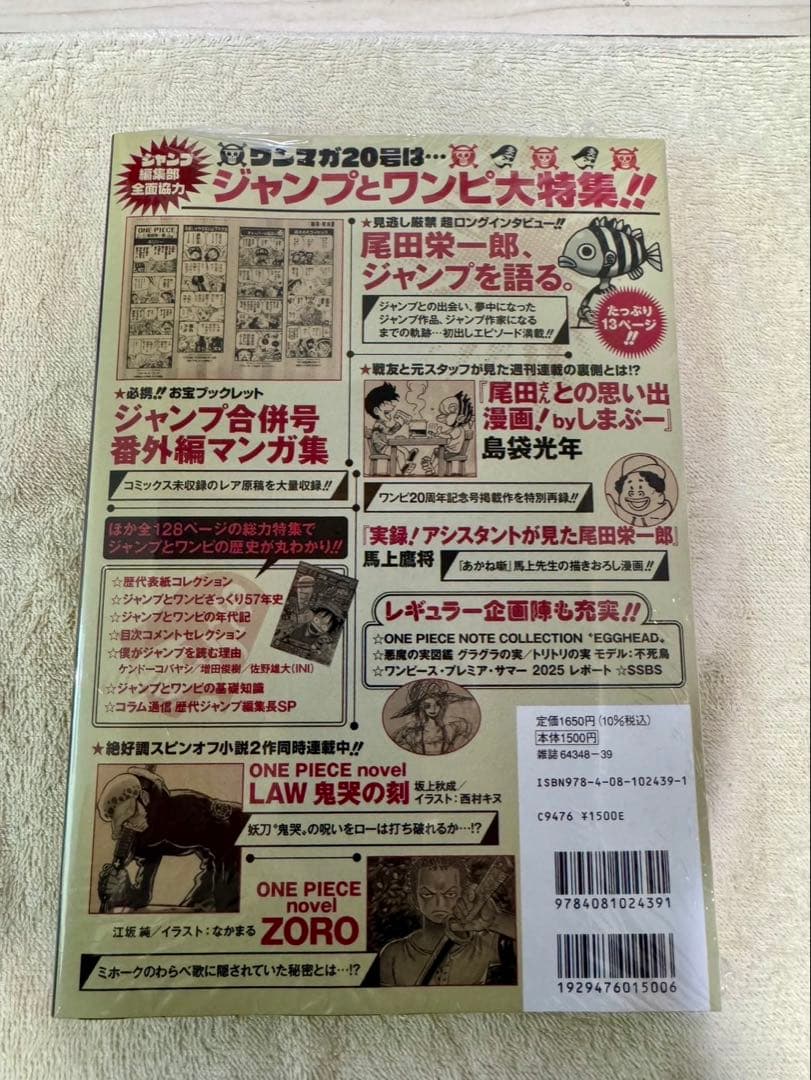 ジャンプ
編集部
全面協力
ワンマガ20号は…
ジャンプとワンピ大特集!!
ONE PIECE
★見逃し厳禁 超ロングインタビュー!!
尾田栄一郎、
ジャンプを語る。
ジャンプとの出会い、夢中になった
ジャンプ作品、ジャンプ作家になる
までの軌跡…初出しエピソード満載!!
たっぷり
13ページ
!!
★必携!! お宝ブックレット
ジャンプ合併号
番外編マンガ集
コミックス未収録のレア原稿を大量収録!!
★戦友と元スタッフが見た週刊連載の裏側とは!?
『尾田さんとの思い出
漫画!byしまぶー』
島袋光年
ワンピ20周年記念号掲載作を特別再録!!
『実録!アシスタントが見た尾田栄一郎』
馬上鷹将
『あかね噺』馬上先生の描きおろし漫画!!
ほか全128ページの総力特集で
ジャンプとワンピの歴史が丸わかり!!
☆歴代表紙コレクション
☆ジャンプとワンピざっくり57年史
☆ジャンプとワンピの年代記
☆目次コメントセレクション
☆僕がジャンプを読む理由
ケンドーコバヤシ/増田俊樹/佐野雄大(INI)
☆ジャンプとワンピの基礎知識
☆コラム通信 歴代ジャンプ編集長SP
レギュラー企画陣も充実!!
☆ONE PIECE NOTE COLLECTION “EGGHEAD”
☆悪魔の実図鑑 グラグラの実/トリトリの実 モデル:不死鳥
☆ワンピース・プレミア・サマー 2025 レポート ☆SSBS
★絶好調スピンオフ小説2作同時連載中!!
ONE PIECE novel
LAW 鬼哭の刻
坂上秋成/
イラスト:西村キヌ
妖刀“鬼哭”の呪いをローは打ち破れるか…!?
ONE PIECE
novel
ZORO
江坂 純/イラスト:なかまる
ミホークのわらべ歌に隠されていた秘密とは…!?
定価1650円(10%税込)
本体1500円
雑誌 64348-39
ISBN978-4-08-102439-1
C9476 ¥1500E
9784081024391
1929476015006